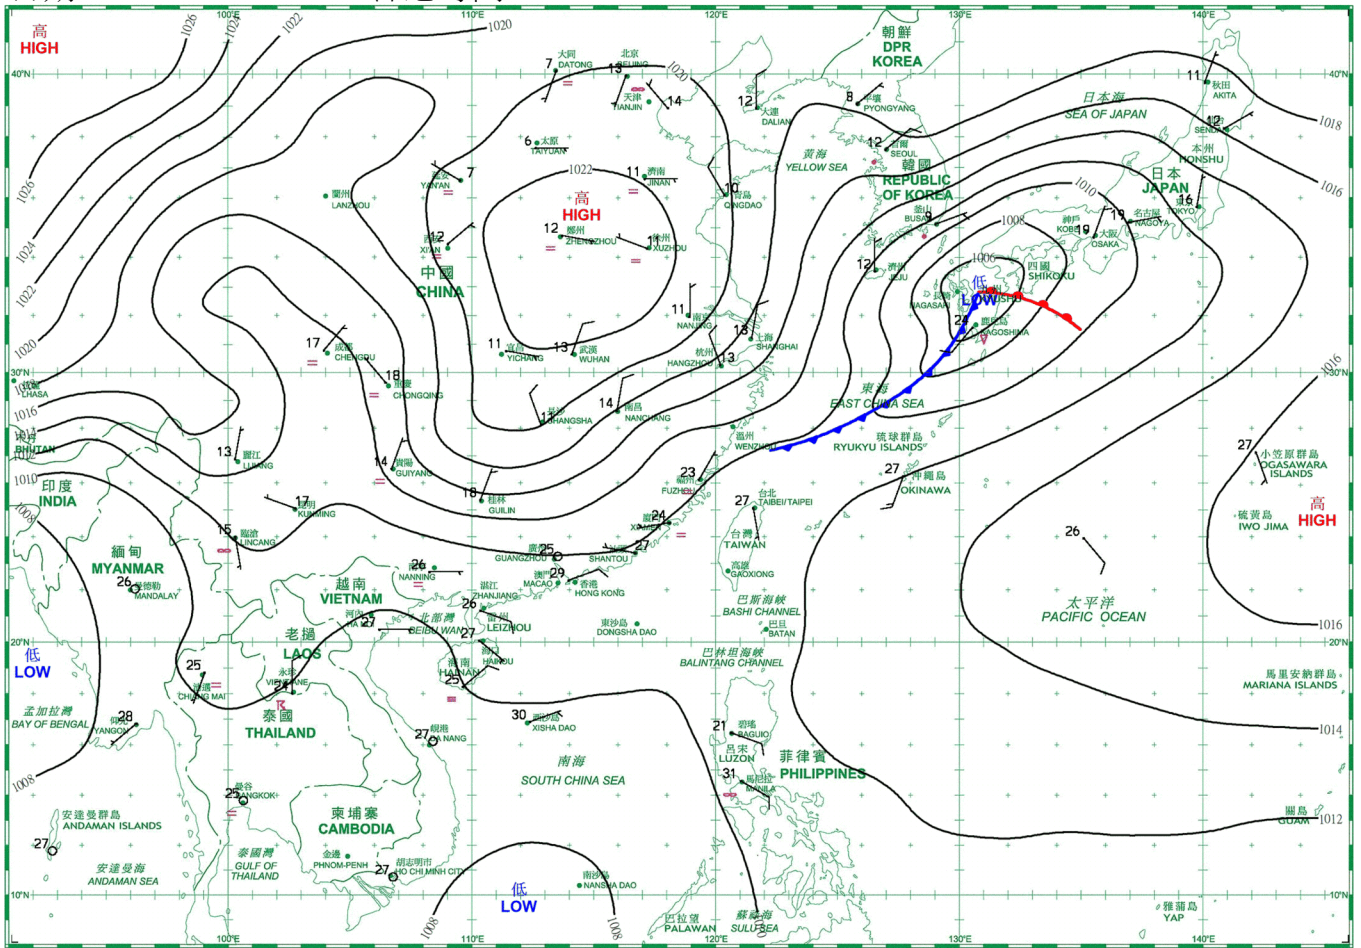 100°E
110°E
120°E
130°E
140°E
1026
1024
1022
1020
高
HIGH
朝鮮
DPR
KOREA
大同
DATONG
7
北京
BEIJING
13
1020
天津
TIANJIN
14
40°N
40°N
12
大連
DALIAN
8
平壤
PYONGYANG
日本海
SEA OF JAPAN
11
秋田
AKITA
12
1018
太原
TAIYUAN
6
黃海
YELLOW SEA
12
首爾
SEOUL
本州
HONSHU
韓國
REPUBLIC
OF KOREA
日本
JAPAN
延安
YAN'AN
7
濟南
JINAN
11
1022
高
HIGH
10
青島
QINGDAO
1026
蘭州
LANZHOU
1010
1016
東京
TOKYO
16
釜山
BUSAN
9
1008
神戶
KOBE
19
名古屋
NAGOYA
19
大阪
OSAKA
12
鄭州
ZHENGZHOU
徐州
XUZHOU
西安
XI'AN
12
1024
中國
CHINA
1006
四國
SHIKOKU
12
濟州
JEJU
低
LOW
長崎
NAGASAKI
1022
11
南京
NANJING
24
鹿兒島
KAGOSHIMA
上海
SHANGHAI
13
17
成都
CHENGDU
11
宜昌
YICHANG
13
武漢
WUHAN
杭州
HANGZHOU
13
1020
1016
30°N
30°N
18
重慶
CHONGQING
LHASA
東海
EAST CHINA SEA
1016
1014
14
南昌
NANCHANG
長沙
CHANGSHA
BHUTAN
1012
溫州
WENZHOU
琉球群島
RYUKYU ISLANDS
27
小笠原群島
OGASAWARA
ISLANDS
13
麗江
LIJIANG
14
貴陽
GUIYANG
1010
印度
INDIA
23
福州
FUZHOU
27
沖繩島
OKINAWA
17
昆明
KUNMING
18
桂林
GUILIN
27
台北
TAIBEI/TAIPEI
1008
24
XIAMEN
硫黃島
IWO JIMA
高
HIGH
15
臨滄
LINCANG
台灣
TAIWAN
26
緬甸
MYANMAR
廣州
GUANGZHOU
25
SHANTOU
27
26
NANNING
高雄
GAOXIONG
26
曼德勒
MANDALAY
越南
VIETNAM
澳門
MACAO
29
香港
HONG KONG
湛江
ZHANJIANG
巴斯海峽
BASHI CHANNEL
太平洋
PACIFIC OCEAN
26
雷州
LEIZHOU
河內
27
北部灣
BEIBU WAN
東沙島
DONGSHA DAO
巴旦
BATAN
1016
20°N
20°N
老撾
LAOS
27
海口
HAIKOU
低
LOW
巴林坦海峽
BALINTANG CHANNEL
海南
HAINAN
25
25
清邁
CHIANG MAI
永珍
VIENTIANE
24
馬里安納群島
MARIANA ISLANDS
孟加拉灣
BAY OF BENGAL
28
仰光
YANGON
泰國
THAILAND
30
西沙島
XISHA DAO
21
碧瑤
BAGUIO
1014
27
峴港
DA NANG
呂宋
LUZON
菲律賓
PHILIPPINES
南海
SOUTH CHINA SEA
31
馬尼拉
MANILA
1008
曼谷
BANGKOK
25
安達曼群島
ANDAMAN ISLANDS
柬埔寨
CAMBODIA
關島
GUAM
1012
27
泰國灣
GULF OF
THAILAND
金邊
PHNOM-PENH
胡志明市
HO CHI MINH CITY
27
安達曼海
ANDAMAN SEA
低
LOW
南沙島
NANSHA DAO
10°N
10°N
1008
1008
巴拉望
PALAWAN
蘇祿海
SULU SEA
1010
雅蒲島
YAP
100°E
110°E
120°E
130°E
140°E